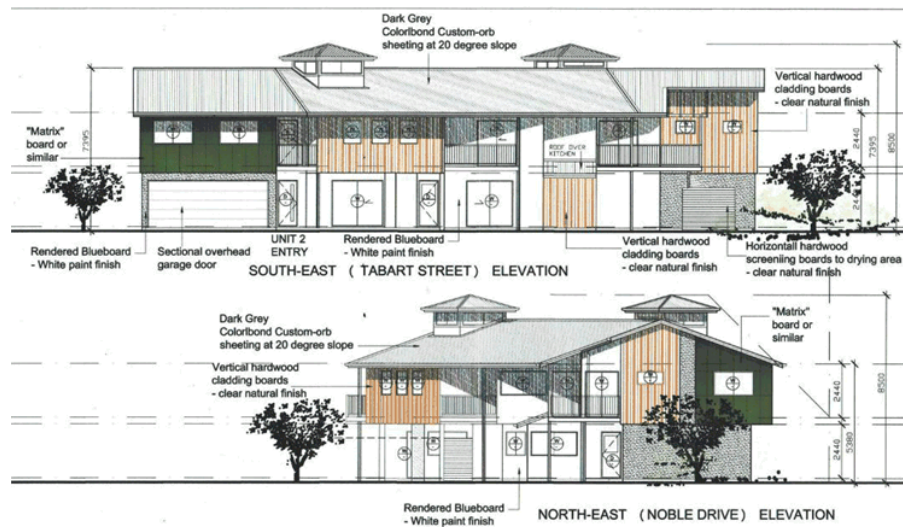 Dark Grey
Colorlbond Custom-orb
sheeting at 20 degree slope
Vertical hardwood
cladding boards
- clear natural finish
"Matrix"
board or
similar
7395
ROOF OVER
KITCHEN
2440
2440
7395
8500
Rendered Blueboard
- White paint finish
Sectional overhead
garage door
UNIT 2
ENTRY
Rendered Blueboard
- White paint finish
Vertical hardwood
cladding boards
- clear natural finish
Horizontall hardwood
screeniing boards to drying area
- clear natural finish
SOUTH-EAST ( TABART STREET) ELEVATION
Dark Grey
Colorlbond Custom-orb
sheeting at 20 degree slope
"Matrix"
board or
similar
Vertical hardwood
cladding boards
- clear natural finish
2440
2440
5380
8500
Rendered Blueboard
- White paint finish
NORTH-EAST (NOBLE DRIVE) ELEVATION